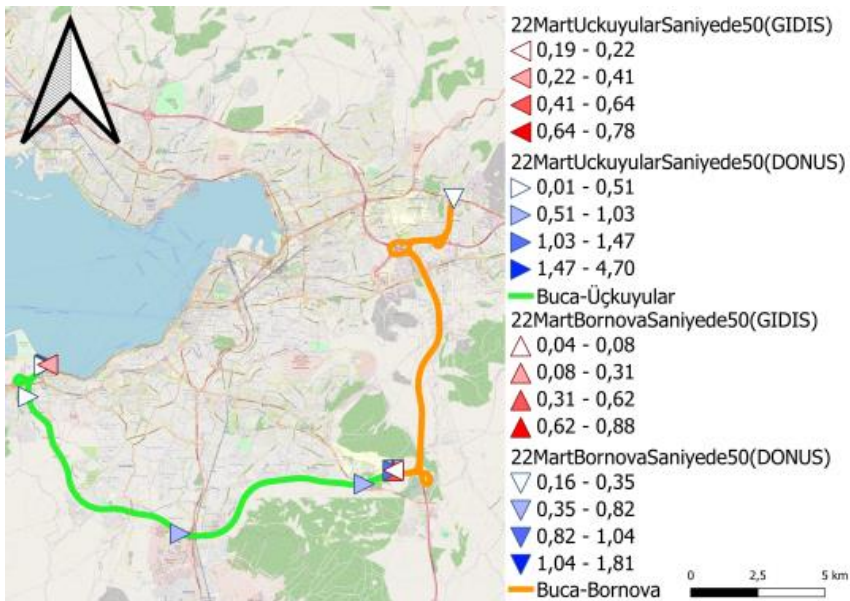 22MartUckuyularSaniyede50(GIDIS)
0,19 - 0,22
0,22 - 0,41
0,41 - 0,64
0,64 - 0,78
22MartUckuyularSaniyede50(DONUS)
0,01 - 0,51
0,51 - 1,03
1,03 - 1,47
1,47 - 4,70
Buca-Üçkuyular
22MartBornovaSaniyede50(GIDIS)
0,04 - 0,08
0,08 - 0,31
0,31 - 0,62
0,62 - 0,88
22MartBornovaSaniyede50(DONUS)
0,16 - 0,35
0,35 - 0,82
0,82 - 1,04
1,04 - 1,81
Buca-Bornova
0 2,5 5 km